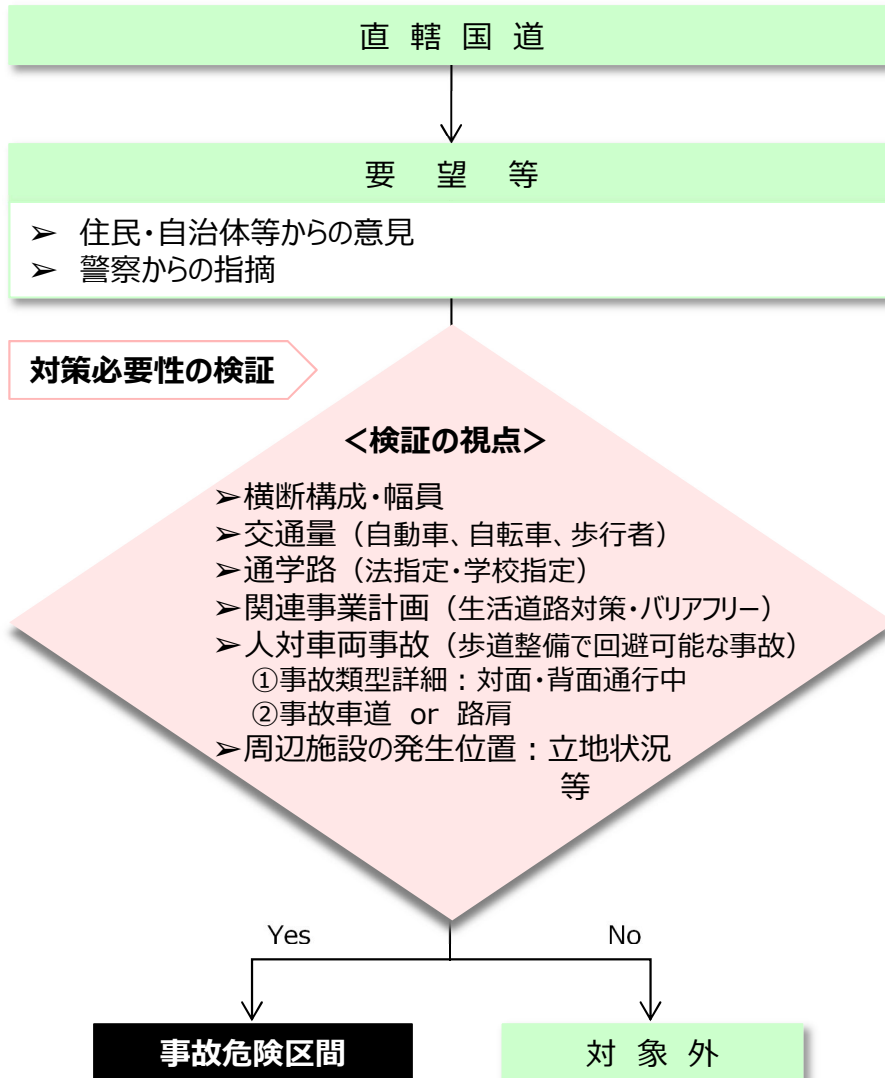 直 轄 国 道
要 望 等
➢ 住民・自治体等からの意見
➢ 警察からの指摘
対策必要性の検証
＜検証の視点＞
➢横断構成・幅員
➢交通量（自動車、自転車、歩行者）
➢通学路（法指定・学校指定）
➢関連事業計画（生活道路対策・バリアフリー）
➢人対車両事故（歩道整備で回避可能な事故）
①事故類型詳細：対面・背面通行中
②事故車道 or 路肩
➢周辺施設の発生位置：立地状況
等
Yes No
事故危険区間 対 象 外